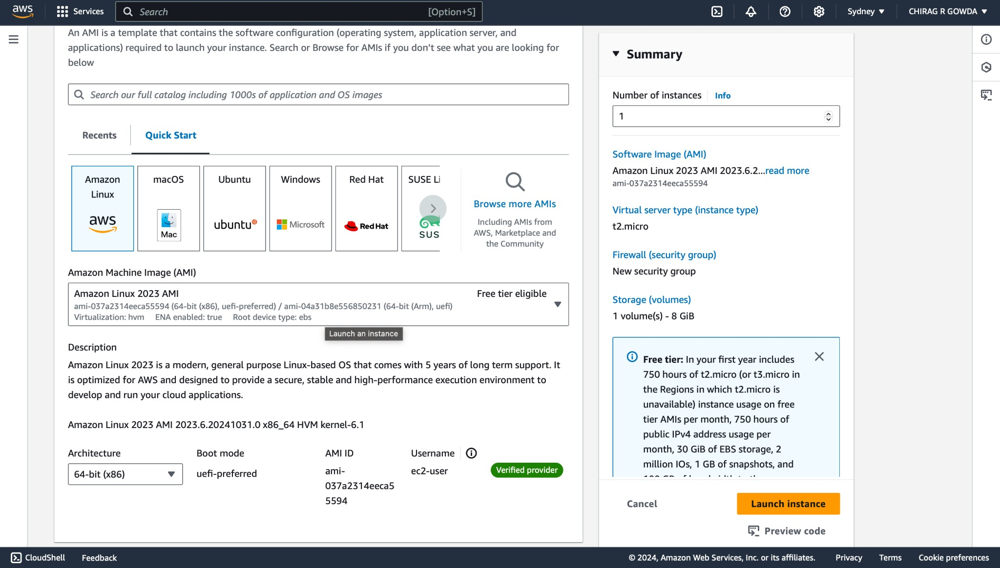 aws
Services
Search
[Option+S]
Sydney
CHIRAG R GOWDA
An AMI is a template that contains the software configuration (operating system, application server, and
applications) required to launch your instance. Search or Browse for AMIs if you don’t see what you are looking for
below
Search our full catalog including 1000s of application and OS images
Recents
Quick Start
Amazon
Linux
aws
macOS
Mac
Ubuntu
ubuntu
Windows
Microsoft
Red Hat
Red Hat
SUSE Li
SUS
Browse more AMIs
Including AMIs from
AWS, Marketplace and
the Community
Amazon Machine Image (AMI)
Amazon Linux 2023 AMI
Free tier eligible
ami-037a2314eeca55594 (64-bit (x86), uefi-preferred) / ami-04a31b8e556850231 (64-bit (Arm), uefi)
Virtualization: hvm ENA enabled: true Root device type: ebs
Launch an instance
Description
Amazon Linux 2023 is a modern, general purpose Linux-based OS that comes with 5 years of long term support. It
is optimized for AWS and designed to provide a secure, stable and high-performance execution environment to
develop and run your cloud applications.
Amazon Linux 2023 AMI 2023.6.20241031.0 x86_64 HVM kernel-6.1
Architecture
64-bit (x86)
Boot mode
uefi-preferred
AMI ID
ami-
037a2314eeca5
5594
Username
ec2-user
Verified provider
Summary
Number of instances
Info
1
Software Image (AMI)
Amazon Linux 2023 AMI 2023.6.2...read more
ami-037a2314eeca55594
Virtual server type (instance type)
t2.micro
Firewall (security group)
New security group
Storage (volumes)
1 volume(s) - 8 GiB
Free tier: In your first year includes
750 hours of t2.micro (or t3.micro in
the Regions in which t2.micro is
unavailable) instance usage on free
tier AMIs per month, 750 hours of
public IPv4 address usage per
month, 30 GiB of EBS storage, 2
million IOs, 1 GB of snapshots, and
Cancel
Launch instance
Preview code
CloudShell
Feedback
© 2024, Amazon Web Services, Inc. or its affiliates.
Privacy
Terms
Cookie preferences